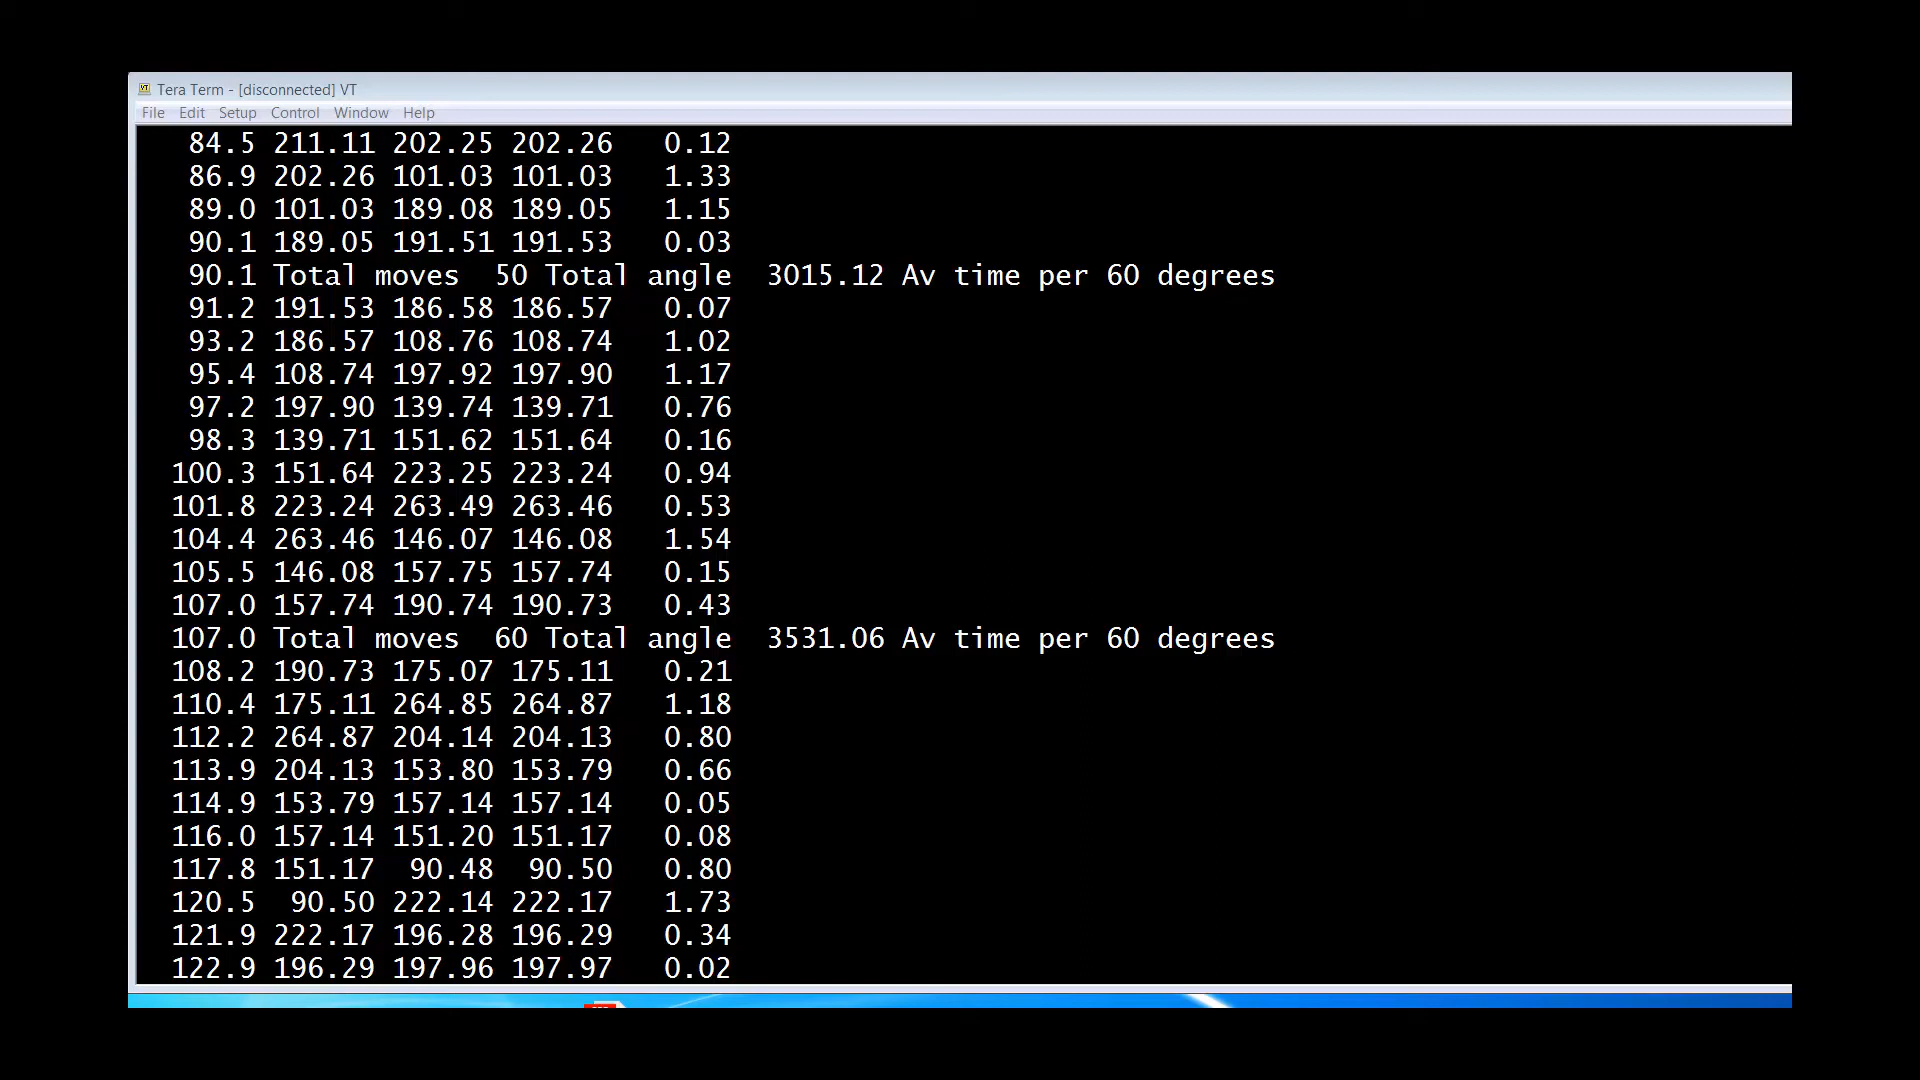 Tera Term - [disconnected] VT
File Edit Setup Control Window Help
84.5 211.11 202.25 202.26 0.12
86.9 202.26 101.03 101.03 1.33
89.0 101.03 189.08 189.05 1.15
90.1 189.05 191.51 191.53 0.03
90.1 Total moves 50 Total angle 3015.12 Av time per 60 degrees
91.2 191.53 186.58 186.57 0.07
93.2 186.57 108.76 108.74 1.02
95.4 108.74 197.92 197.90 1.17
97.2 197.90 139.74 139.71 0.76
98.3 139.71 151.62 151.64 0.16
100.3 151.64 223.25 223.24 0.94
101.8 223.24 263.49 263.46 0.53
104.4 263.46 146.07 146.08 1.54
105.5 146.08 157.75 157.74 0.15
107.0 157.74 190.74 190.73 0.43
107.0 Total moves 60 Total angle 3531.06 Av time per 60 degrees
108.2 190.73 175.07 175.11 0.21
110.4 175.11 264.85 264.87 1.18
112.2 264.87 204.14 204.13 0.80
113.9 204.13 153.80 153.79 0.66
114.9 153.79 157.14 157.14 0.05
116.0 157.14 151.20 151.17 0.08
117.8 151.17 90.48 90.50 0.80
120.5 90.50 222.14 222.17 1.73
121.9 222.17 196.28 196.29 0.34
122.9 196.29 197.96 197.97 0.02